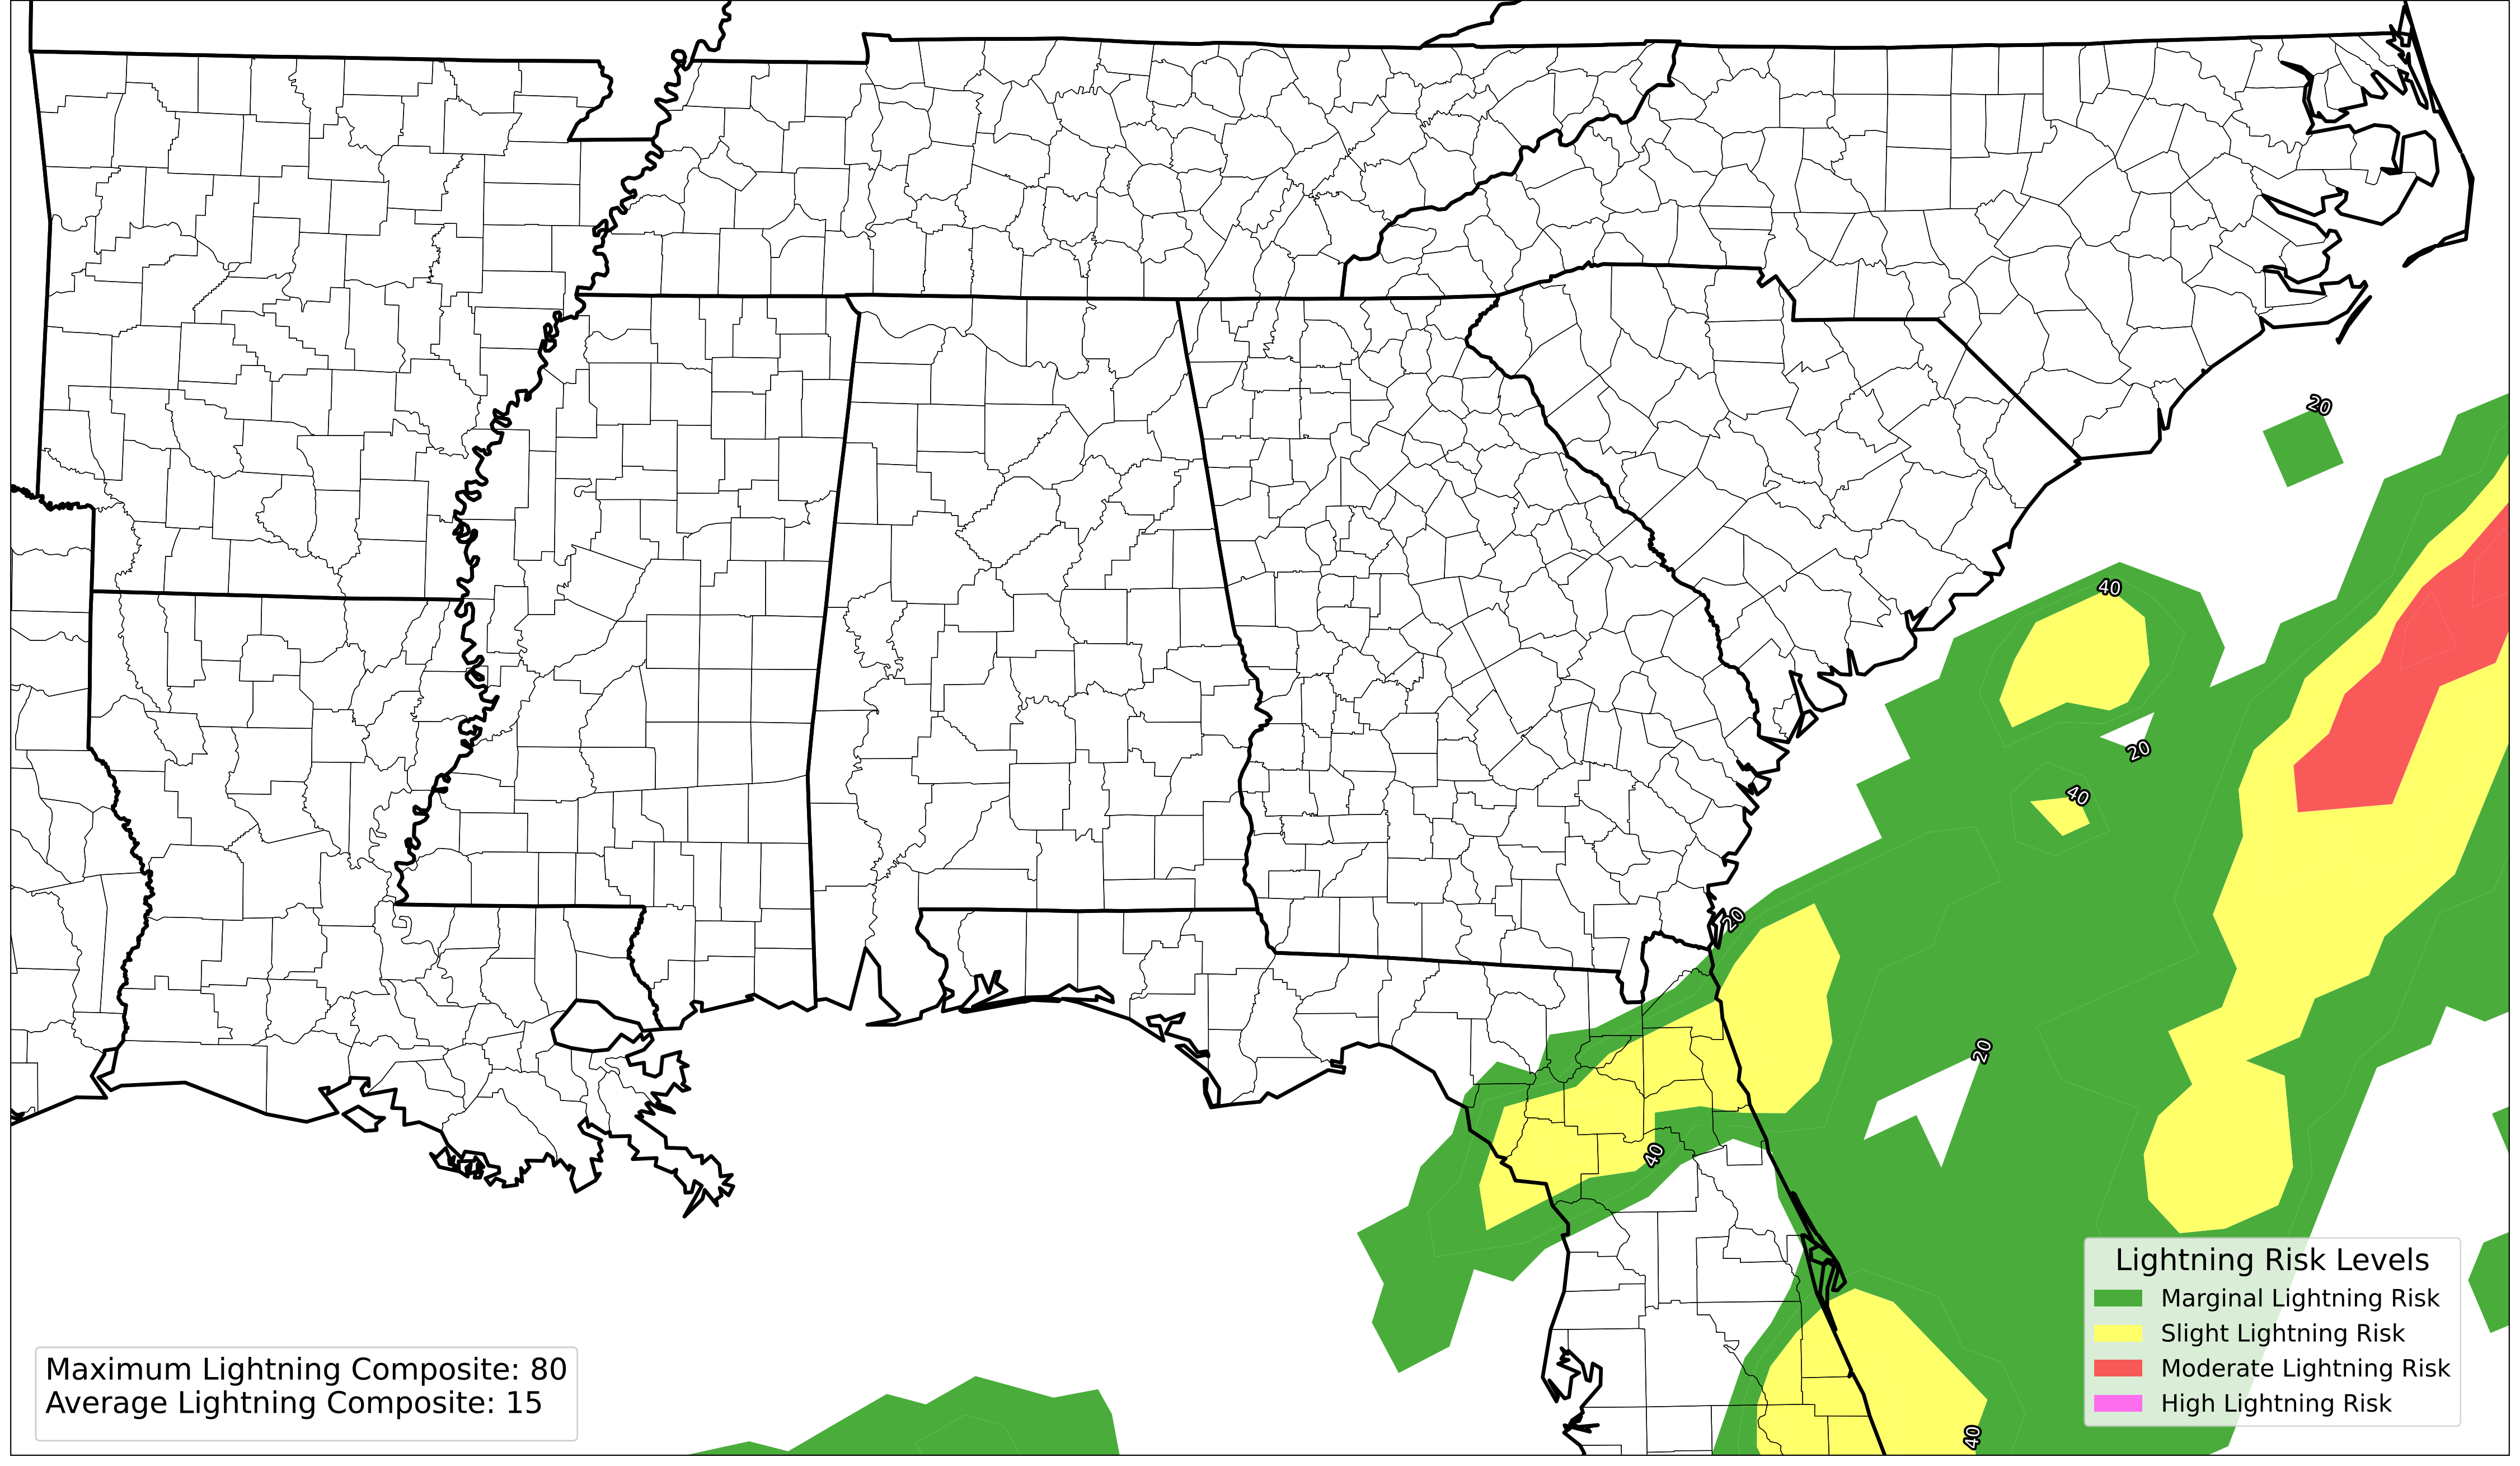 20
40
20
40
20
20
40
40
Lightning Risk Levels
Marginal Lightning Risk
Slight Lightning Risk
Moderate Lightning Risk
High Lightning Risk
Maximum Lightning Composite: 80
Average Lightning Composite: 15